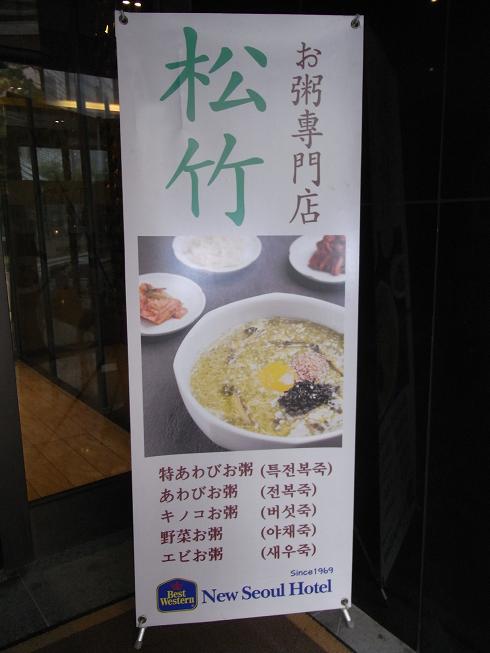 お粥専門店
松竹
特あわびお粥 (특전복죽)
あわびお粥 (전복죽)
キノコお粥 (버섯죽)
野菜お粥 (야채죽)
エビお粥 (새우죽)
Since1969
Best
Western
New Seoul Hotel